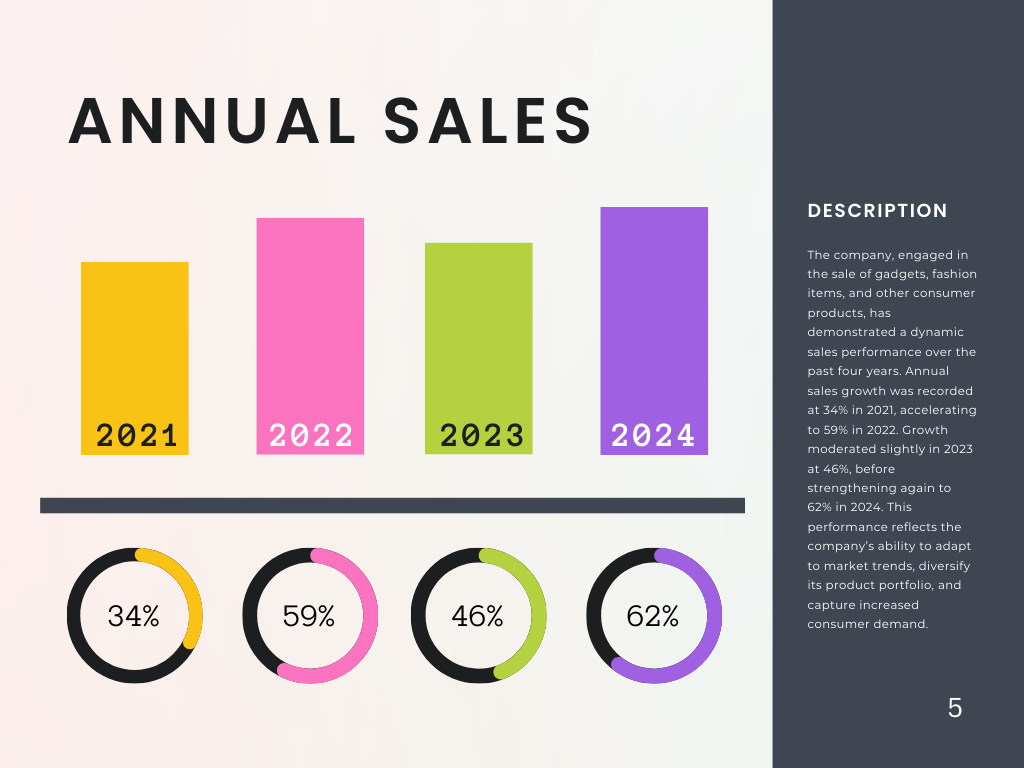 ANNUAL SALES
2021
2022
2023
2024
34%
59%
46%
62%
DESCRIPTION
The company, engaged in
the sale of gadgets, fashion
items, and other consumer
products, has
demonstrated a dynamic
sales performance over the
past four years. Annual
sales growth was recorded
at 34% in 2021, accelerating
to 59% in 2022. Growth
moderated slightly in 2023
at 46%, before
strengthening again to
62% in 2024. This
performance reflects the
company's ability to adapt
to market trends, diversify
its product portfolio, and
capture increased
consumer demand.
5